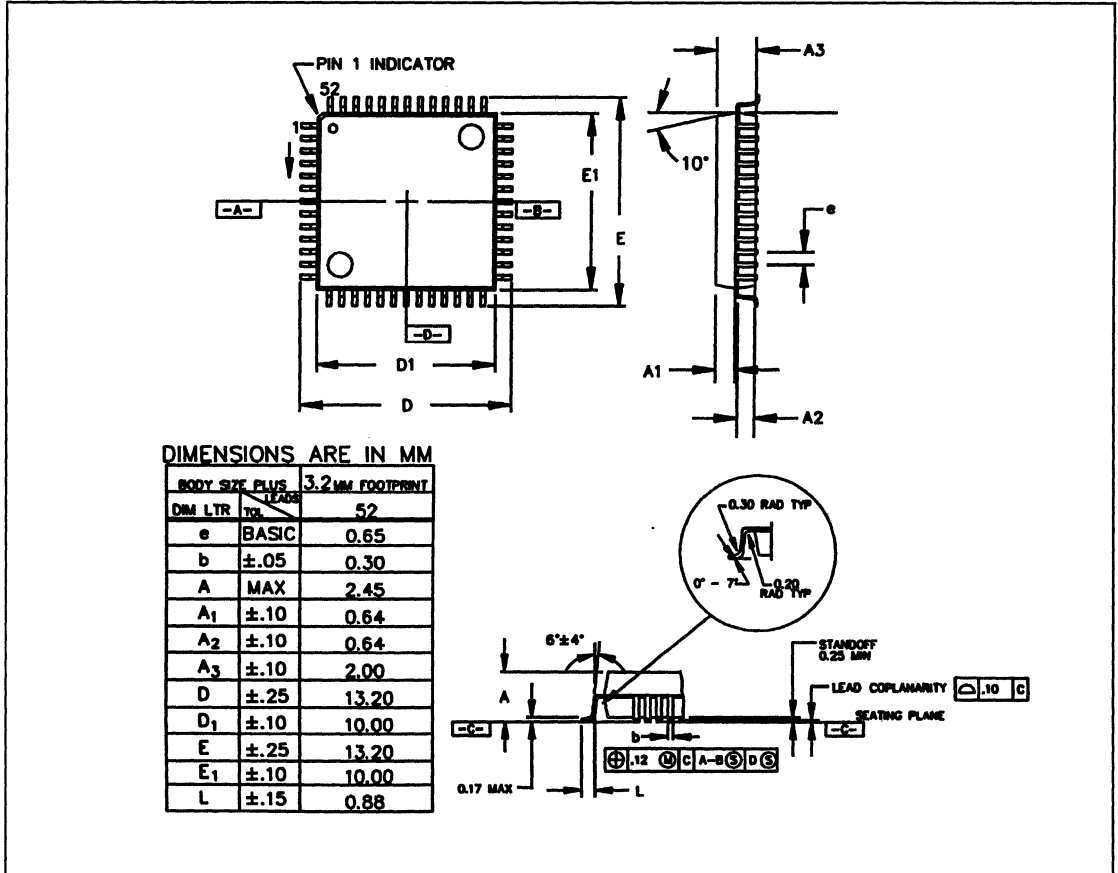 PIN 1 INDICATOR
52
1
A3
10°
E1
E
e
-A-
-B-
-D-
D1
D
A1
A2
DIMENSIONS ARE IN MM
BODY SIZE PLUS 3.2 MM FOOTPRINT
DIM LTR TOL. LEADS 52
e BASIC 0.65
b ±.05 0.30
A MAX 2.45
A1 ±.10 0.64
A2 ±.10 0.64
A3 ±.10 2.00
D ±.25 13.20
D1 ±.10 10.00
E ±.25 13.20
E1 ±.10 10.00
L ±.15 0.88
0.30 RAD TYP
0° - 7°
0.20
RAD TYP
6°±4°
STANDOFF
0.25 MIN
A
LEAD COPLANARITY ⌓ .10 C
SEATING PLANE
-C-
-C-
b
⌖ .12 Ⓜ C A-B Ⓢ D Ⓢ
0.17 MAX
L